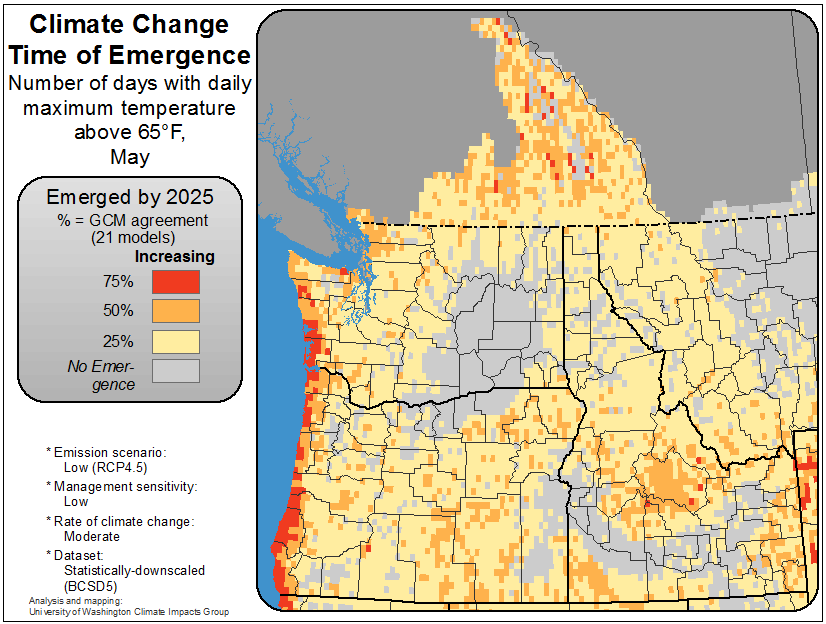 Climate Change
Time of Emergence
Number of days with daily
maximum temperature
above 65°F,
May
Emerged by 2025
% = GCM agreement
(21 models)
Increasing
75%
50%
25%
No Emer-
gence
* Emission scenario:
Low (RCP4.5)
* Management sensitivity:
Low
* Rate of climate change:
Moderate
* Dataset:
Statistically-downscaled
(BCSD5)
Analysis and mapping:
University of Washington Climate Impacts Group